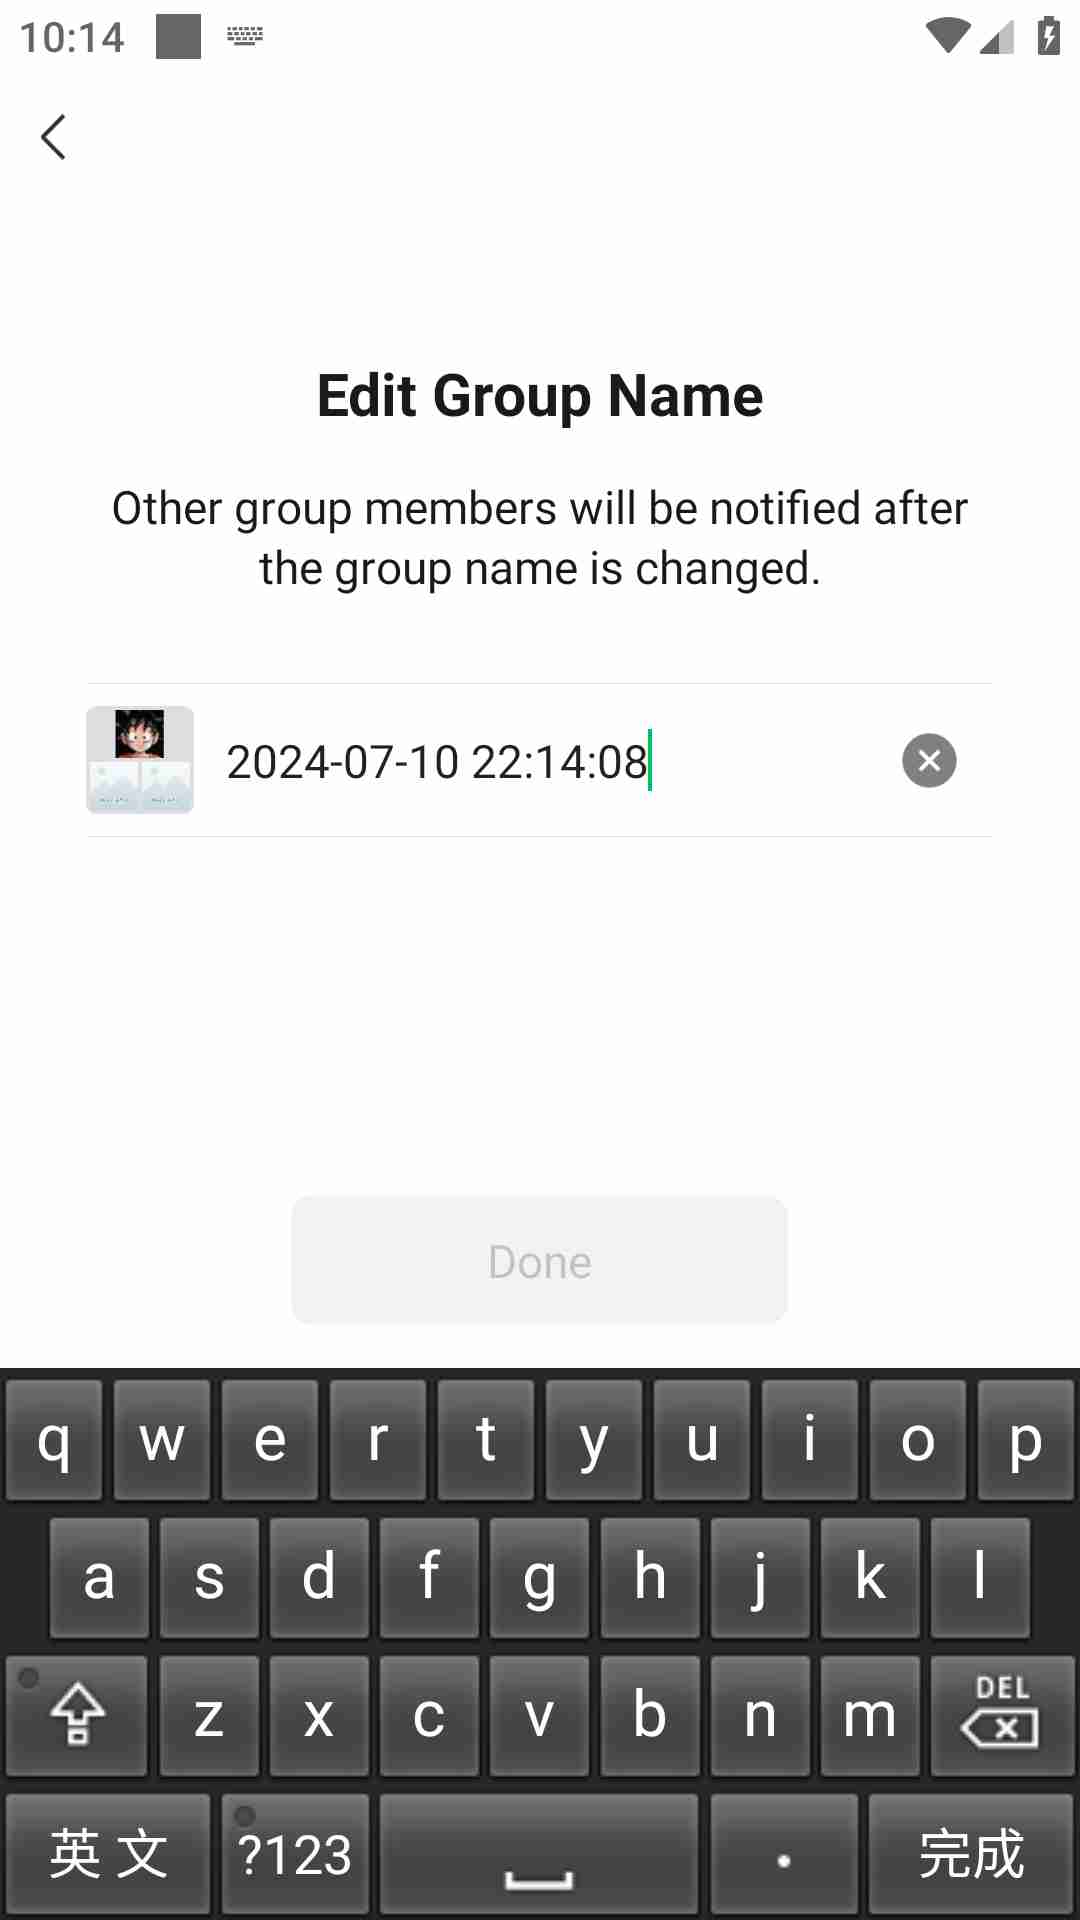 10:14
Edit Group Name
Other group members will be notified after
the group name is changed.
2024-07-10 22:14:08
Done
q w e r t y u i o p
a s d f g h j k l
z x c v b n m DEL
英文 ?123 . 完成